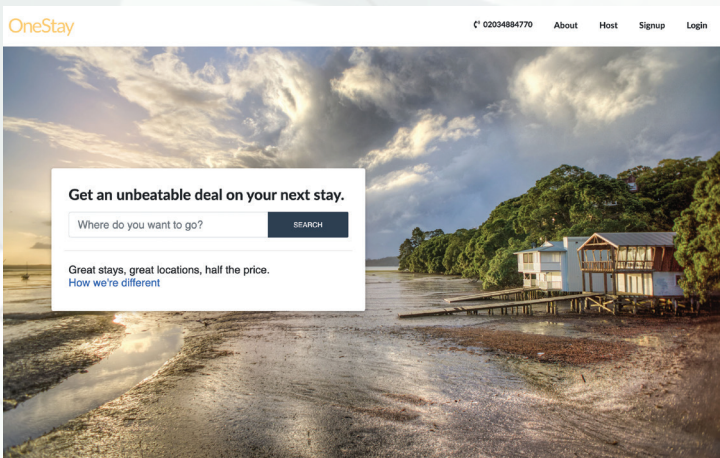 OneStay
02034884770 About Host Signup Login
Get an unbeatable deal on your next stay.
Where do you want to go? SEARCH
Great stays, great locations, half the price.
How we're different